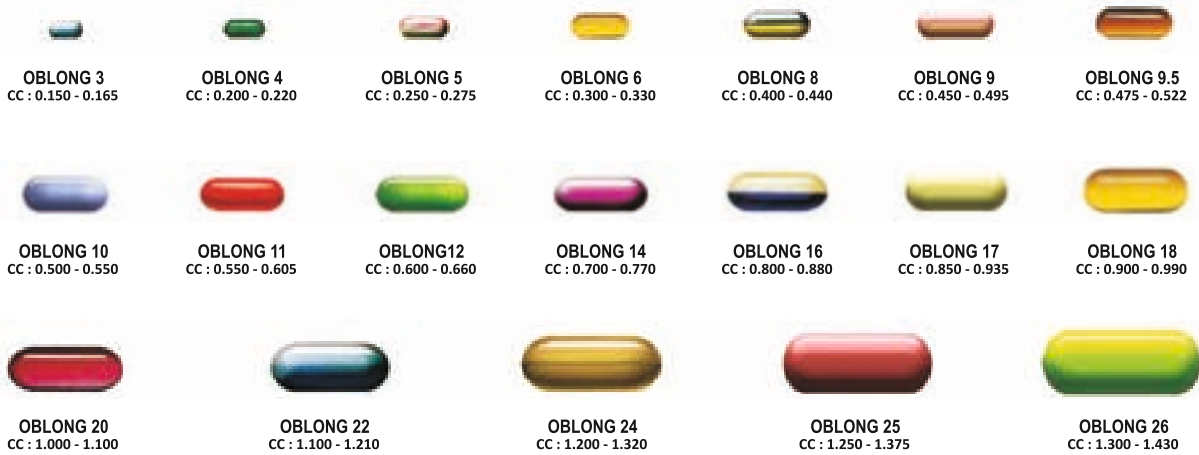 OBLONG 3
CC : 0.150 - 0.165
OBLONG 4
CC : 0.200 - 0.220
OBLONG 5
CC : 0.250 - 0.275
OBLONG 6
CC : 0.300 - 0.330
OBLONG 8
CC : 0.400 - 0.440
OBLONG 9
CC : 0.450 - 0.495
OBLONG 9.5
CC : 0.475 - 0.522
OBLONG 10
CC : 0.500 - 0.550
OBLONG 11
CC : 0.550 - 0.605
OBLONG12
CC : 0.600 - 0.660
OBLONG 14
CC : 0.700 - 0.770
OBLONG 16
CC : 0.800 - 0.880
OBLONG 17
CC : 0.850 - 0.935
OBLONG 18
CC : 0.900 - 0.990
OBLONG 20
CC : 1.000 - 1.100
OBLONG 22
CC : 1.100 - 1.210
OBLONG 24
CC : 1.200 - 1.320
OBLONG 25
CC : 1.250 - 1.375
OBLONG 26
CC : 1.300 - 1.430